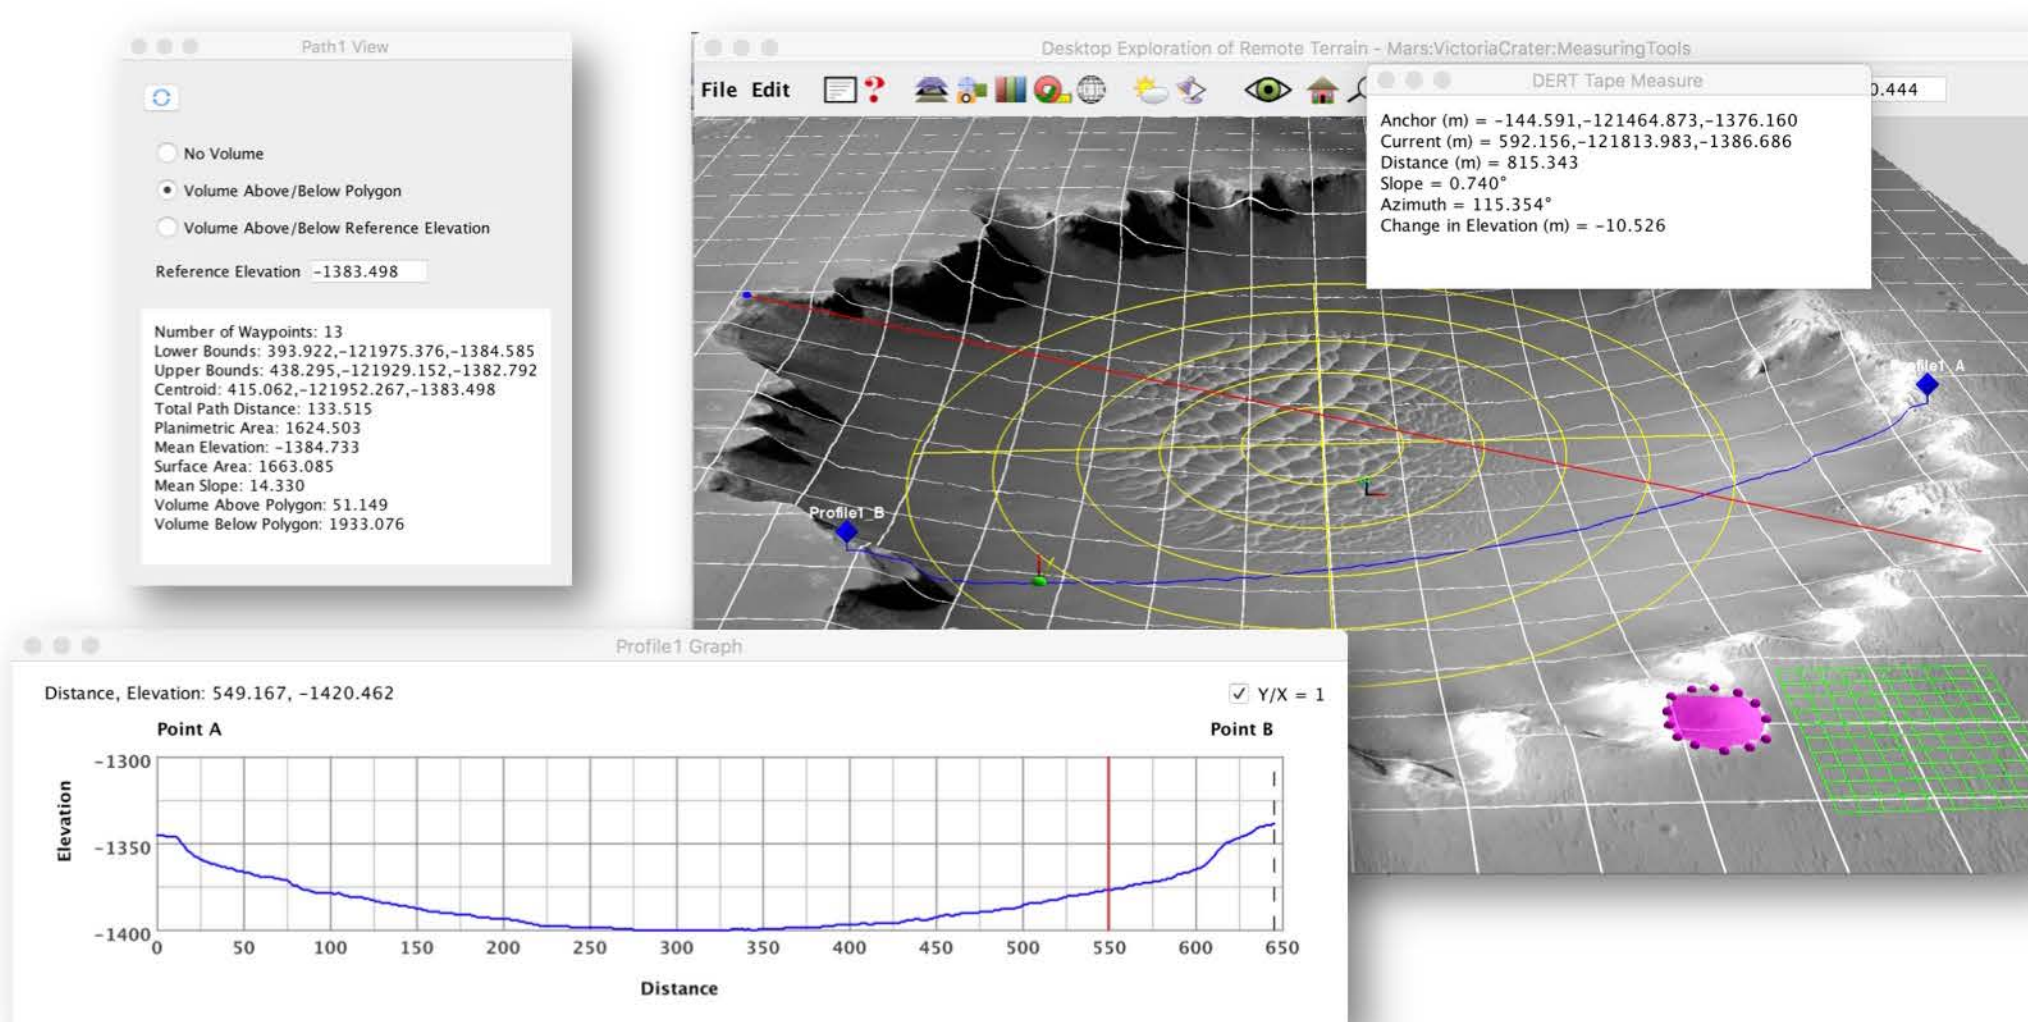 Path1 View
No Volume
Volume Above/Below Polygon
Volume Above/Below Reference Elevation
Reference Elevation -1383.498
Number of Waypoints: 13
Lower Bounds: 393.922,-121975.376,-1384.585
Upper Bounds: 438.295,-121929.152,-1382.792
Centroid: 415.062,-121952.267,-1383.498
Total Path Distance: 133.515
Planimetric Area: 1624.503
Mean Elevation: -1384.733
Surface Area: 1663.085
Mean Slope: 14.330
Volume Above Polygon: 51.149
Volume Below Polygon: 1933.076
Desktop Exploration of Remote Terrain - Mars:VictoriaCrater:MeasuringTools
File Edit
0.444
DERT Tape Measure
Anchor (m) = -144.591,-121464.873,-1376.160
Current (m) = 592.156,-121813.983,-1386.686
Distance (m) = 815.343
Slope = 0.740°
Azimuth = 115.354°
Change in Elevation (m) = -10.526
Profile1_A
Profile1_B
Profile1 Graph
Distance, Elevation: 549.167, -1420.462
Y/X = 1
Point A
Point B
Elevation
-1300
-1350
-1400
0 50 100 150 200 250 300 350 400 450 500 550 600 650
Distance